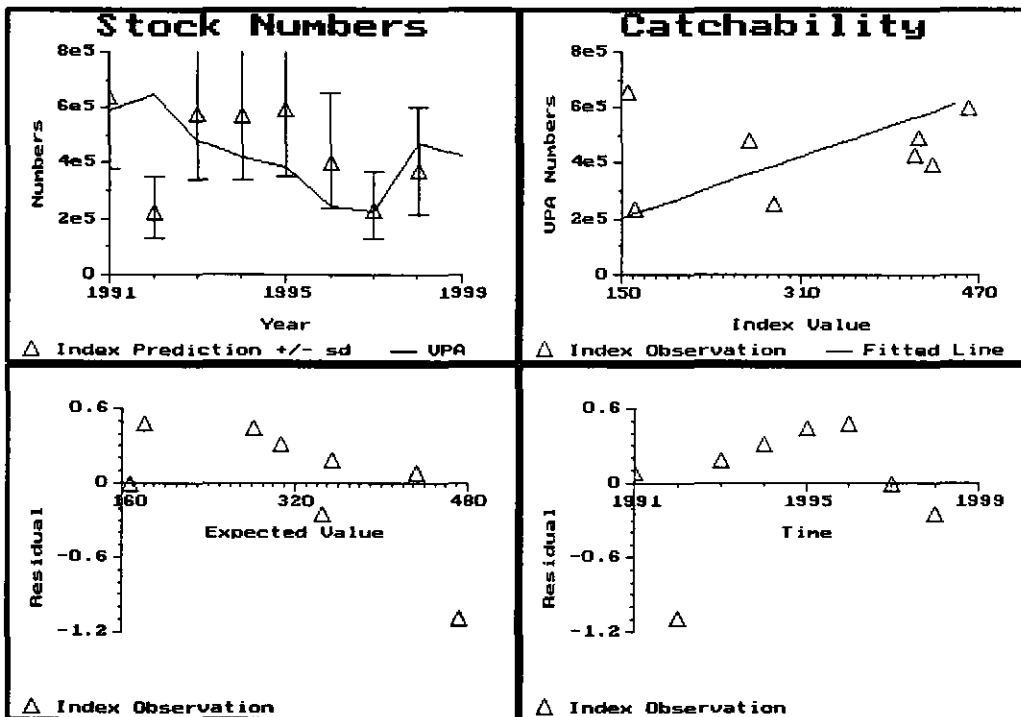 Stock Numbers
8e5
6e5
4e5
2e5
0
Numbers
1991
1995
1999
Year
△ Index Prediction +/- sd — VPA
Catchability
8e5
6e5
4e5
2e5
0
VPA Numbers
150
310
470
Index Value
△ Index Observation — Fitted Line
0.6
0
-0.6
-1.2
Residual
160
320
480
Expected Value
△ Index Observation
0.6
0
-0.6
-1.2
Residual
1991
1995
1999
Time
△ Index Observation